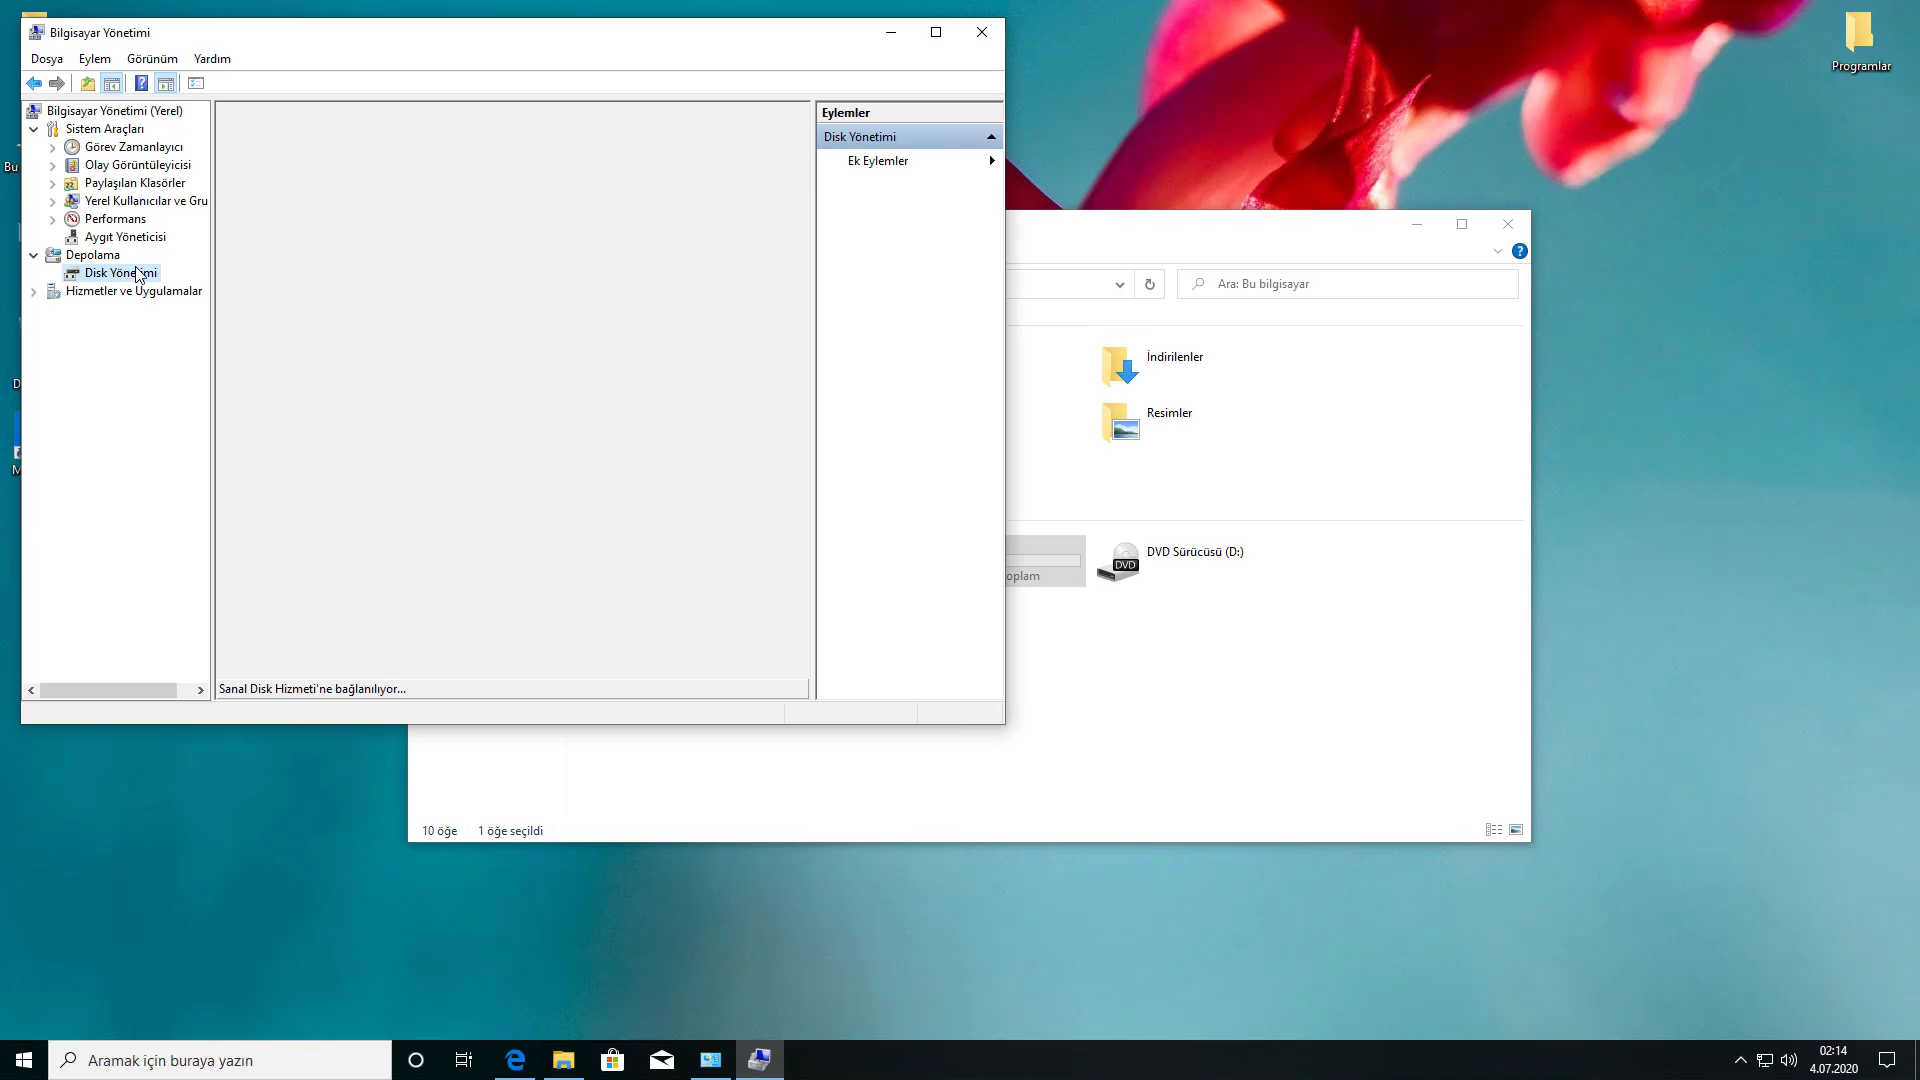 Bilgisayar Yönetimi
Dosya Eylem Görünüm Yardım
Bilgisayar Yönetimi (Yerel)
Sistem Araçları
Görev Zamanlayıcı
Olay Görüntüleyicisi
Paylaşılan Klasörler
Yerel Kullanıcılar ve Gru
Performans
Aygıt Yöneticisi
Depolama
Disk Yönetimi
Hizmetler ve Uygulamalar
Sanal Disk Hizmeti'ne bağlanılıyor...
Eylemler
Disk Yönetimi
Ek Eylemler
Programlar
Bu
D
M
Ara: Bu bilgisayar
İndirilenler
Resimler
oplam
DVD Sürücüsü (D:)
DVD
10 öğe 1 öğe seçildi
Aramak için buraya yazın
02:14
4.07.2020